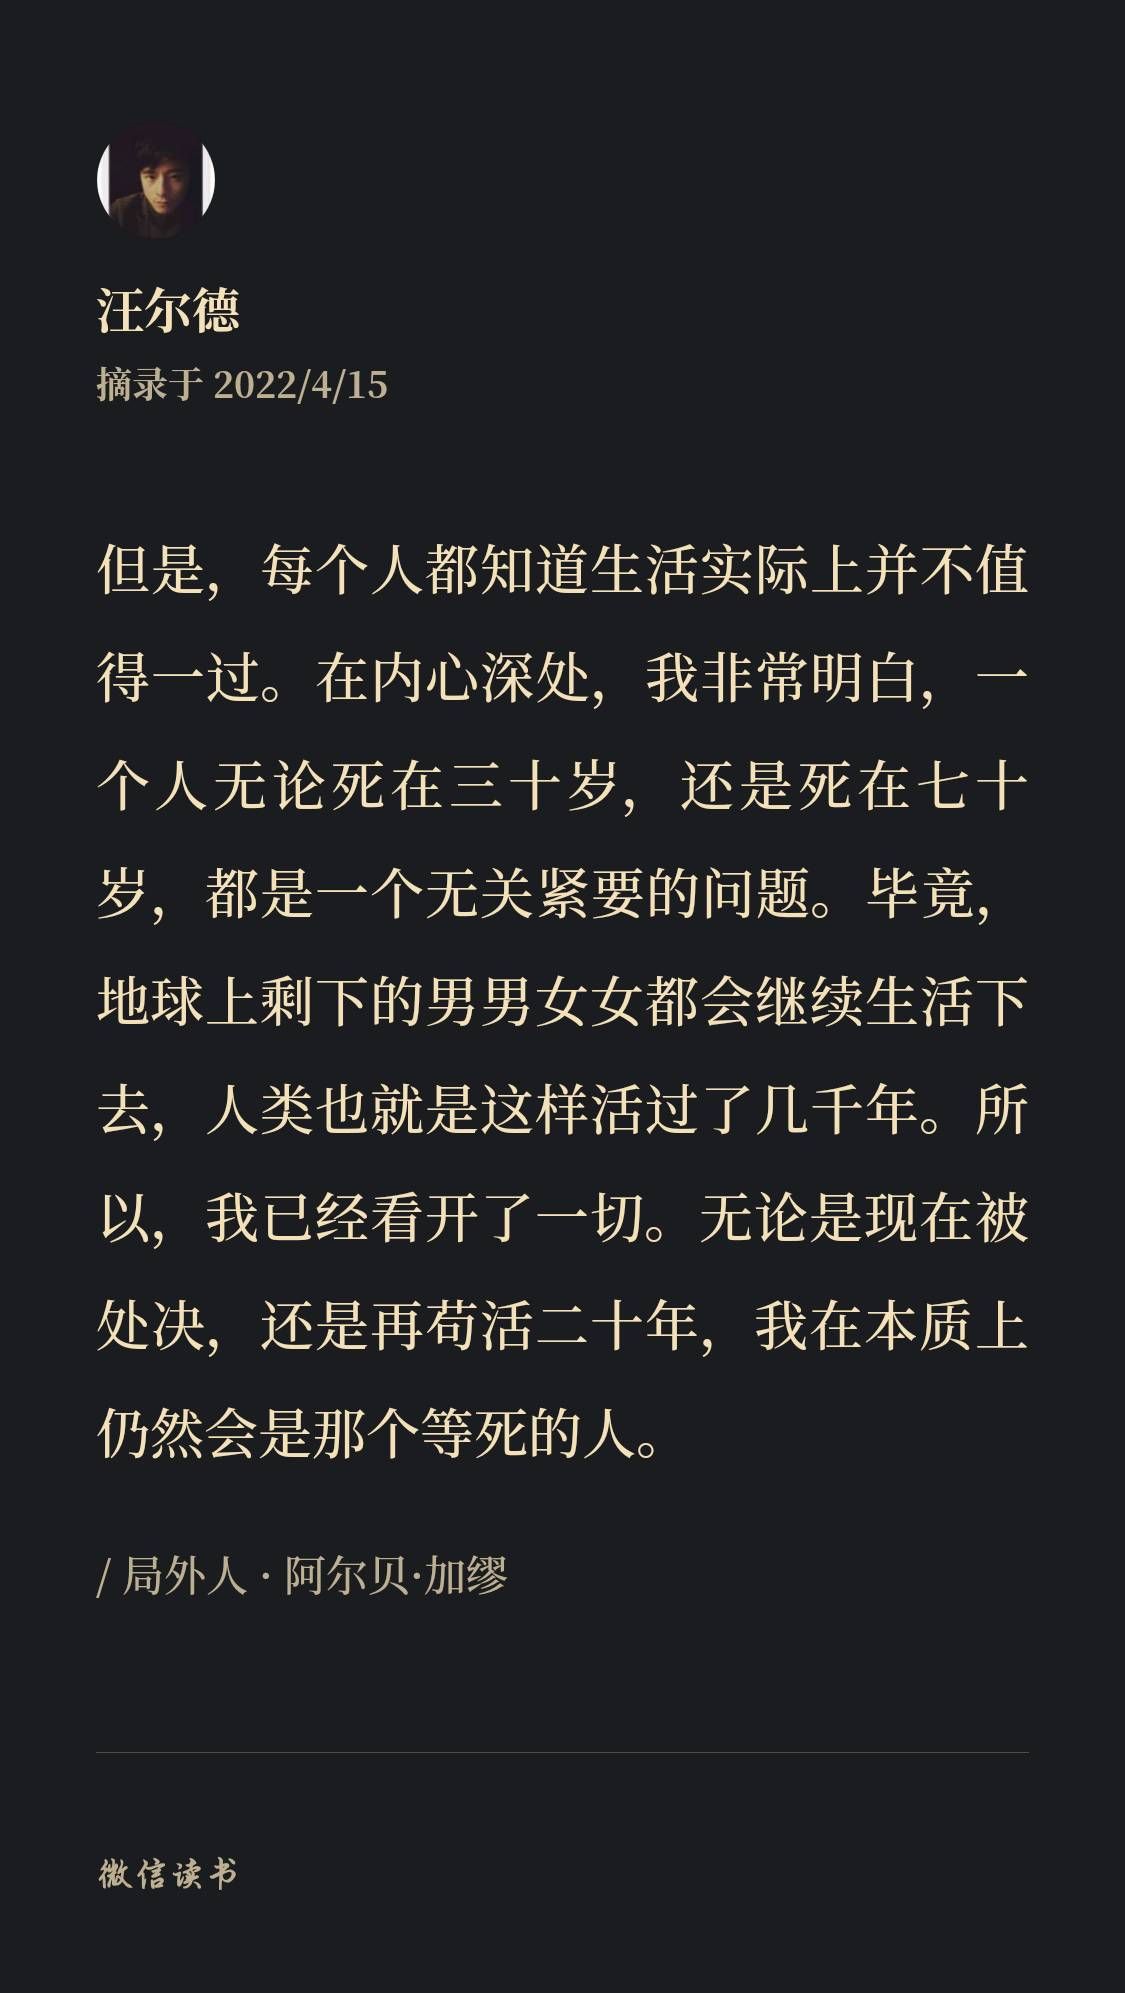 汪尔德
摘录于 2022/4/15
但是，每个人都知道生活实际上并不值
得一过。在内心深处，我非常明白，一
个人无论死在三十岁，还是死在七十
岁，都是一个无关紧要的问题。毕竟，
地球上剩下的男男女女都会继续生活下
去，人类也就是这样活过了几千年。所
以，我已经看开了一切。无论是现在被
处决，还是再苟活二十年，我在本质上
仍然会是那个等死的人。
/ 局外人 · 阿尔贝·加缪
微信读书